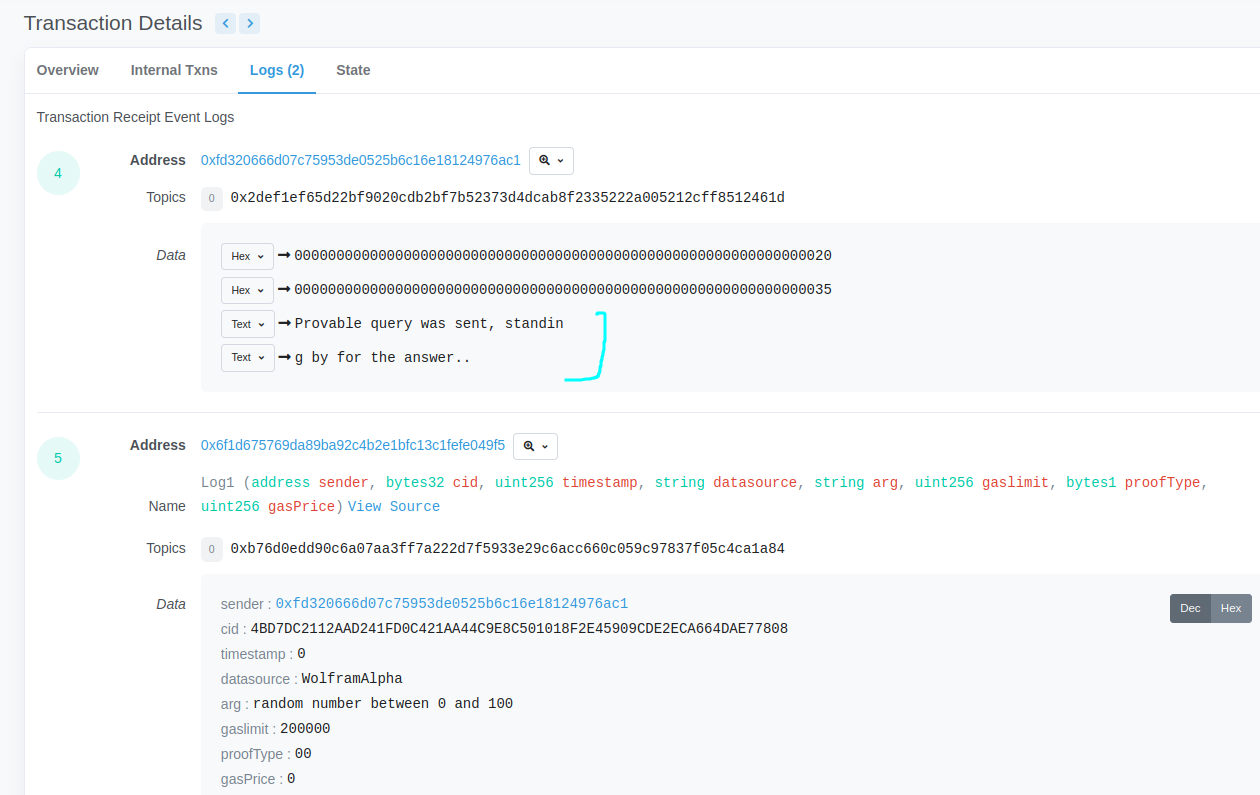 Transaction Details
Overview Internal Txns Logs (2) State
Transaction Receipt Event Logs
4 Address 0xfd320666d07c75953de0525b6c16e18124976ac1
Topics 0 0x2def1ef65d22bf9020cdb2bf7b52373d4dcab8f2335222a005212cff8512461d
Data
Hex 0000000000000000000000000000000000000000000000000000000000000020
Hex 0000000000000000000000000000000000000000000000000000000000000035
Text Provable query was sent, standin
Text g by for the answer..
5 Address 0x6f1d675769da89ba92c4b2e1bfc13c1fefe049f5
Log1 (address sender, bytes32 cid, uint256 timestamp, string datasource, string arg, uint256 gaslimit, bytes1 proofType,
Name uint256 gasPrice) View Source
Topics 0 0xb76d0edd90c6a07aa3ff7a222d7f5933e29c6acc660c059c97837f05c4ca1a84
Data sender : 0xfd320666d07c75953de0525b6c16e18124976ac1 Dec Hex
cid : 4BD7DC2112AAD241FD0C421AA44C9E8C501018F2E45909CDE2ECA664DAE77808
timestamp : 0
datasource : WolframAlpha
arg : random number between 0 and 100
gaslimit : 200000
proofType : 00
gasPrice : 0